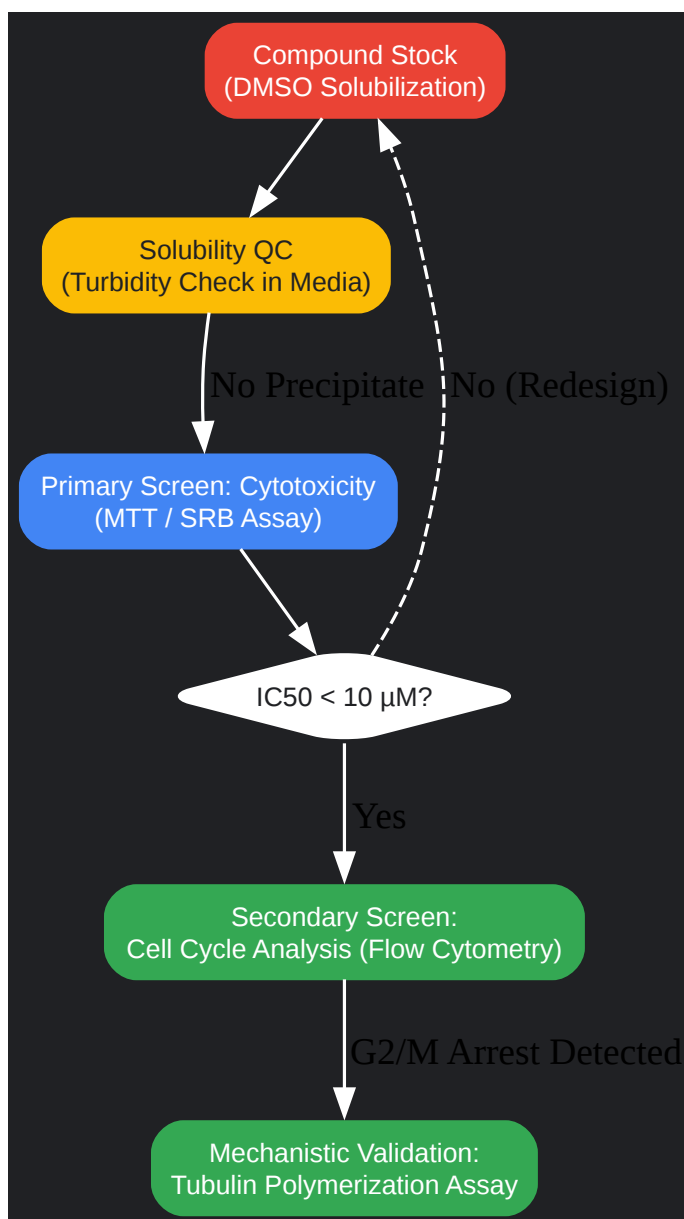 Compound Stock
(DMSO Solubilization)
Solubility QC
(Turbidity Check in Media)
No Precipitate
No (Redesign)
Primary Screen: Cytotoxicity
(MTT / SRB Assay)
IC50 < 10 µM?
Yes
Secondary Screen:
Cell Cycle Analysis (Flow Cytometry)
G2/M Arrest Detected
Mechanistic Validation:
Tubulin Polymerization Assay